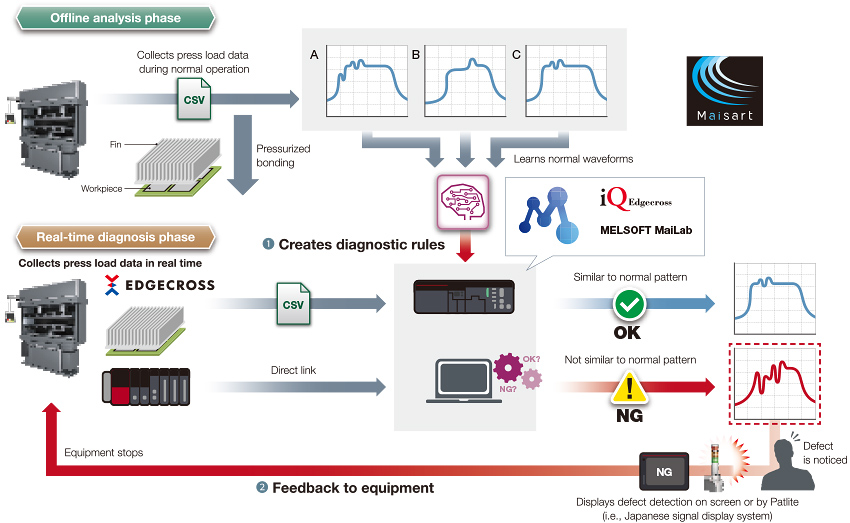 Offline analysis phase
Collects press load data
during normal operation
CSV
A
B
C
Maisart
Fin
Workpiece
Pressurized
bonding
Learns normal waveforms
iQ Edgecross
MELSOFT MaiLab
Real-time diagnosis phase
1 Creates diagnostic rules
Collects press load data in real time
EDGECROSS
CSV
Similar to normal pattern
OK
Direct link
OK?
NG?
Not similar to normal pattern
NG
Equipment stops
NG
Defect
is noticed
2 Feedback to equipment
Displays defect detection on screen or by Patlite
(i.e., Japanese signal display system)